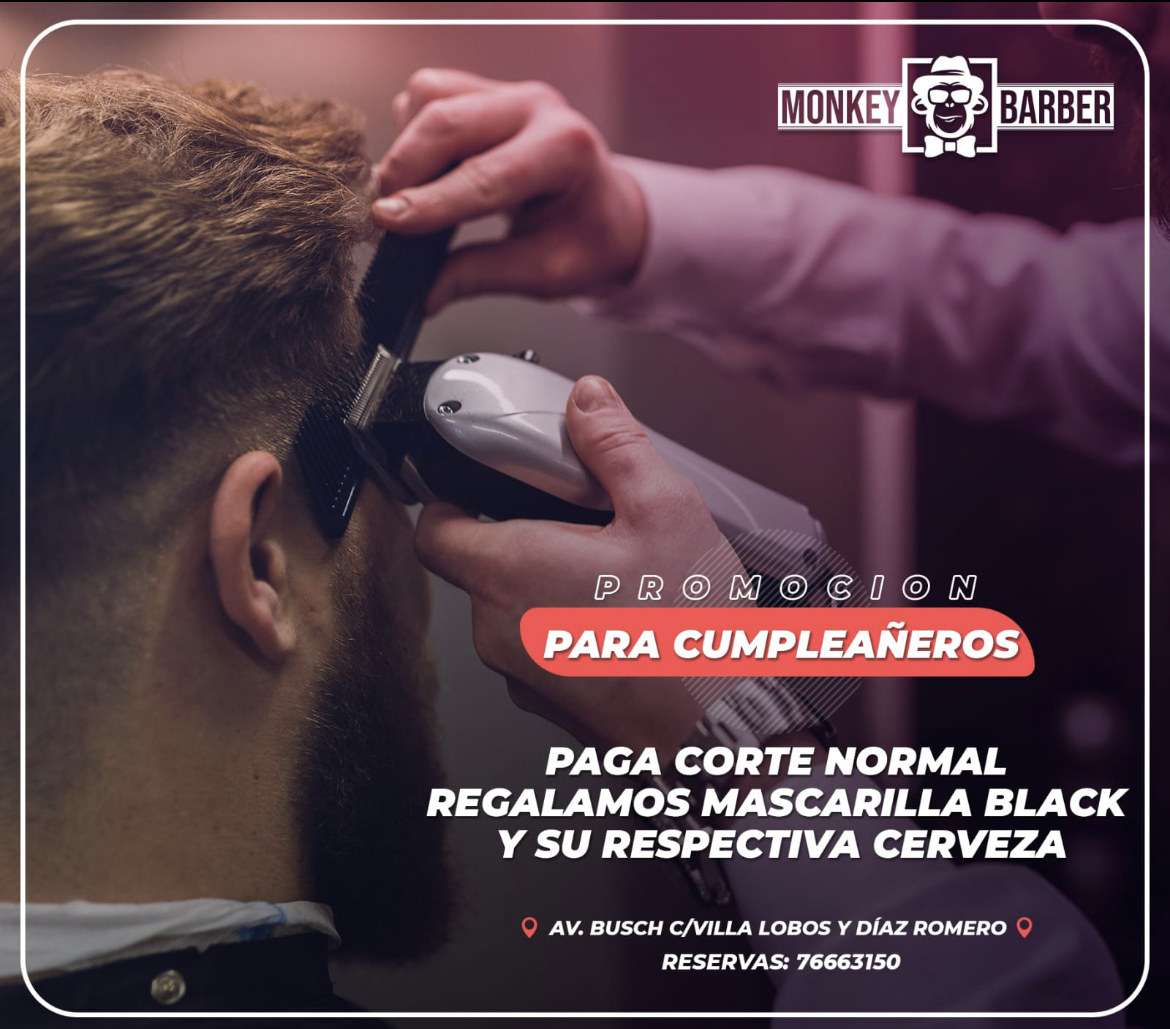 MONKEY BARBER
PROMOCION
PARA CUMPLEAÑEROS
PAGA CORTE NORMAL
REGALAMOS MASCARILLA BLACK
Y SU RESPECTIVA CERVEZA
AV. BUSCH C/VILLA LOBOS Y DÍAZ ROMERO
RESERVAS: 76663150